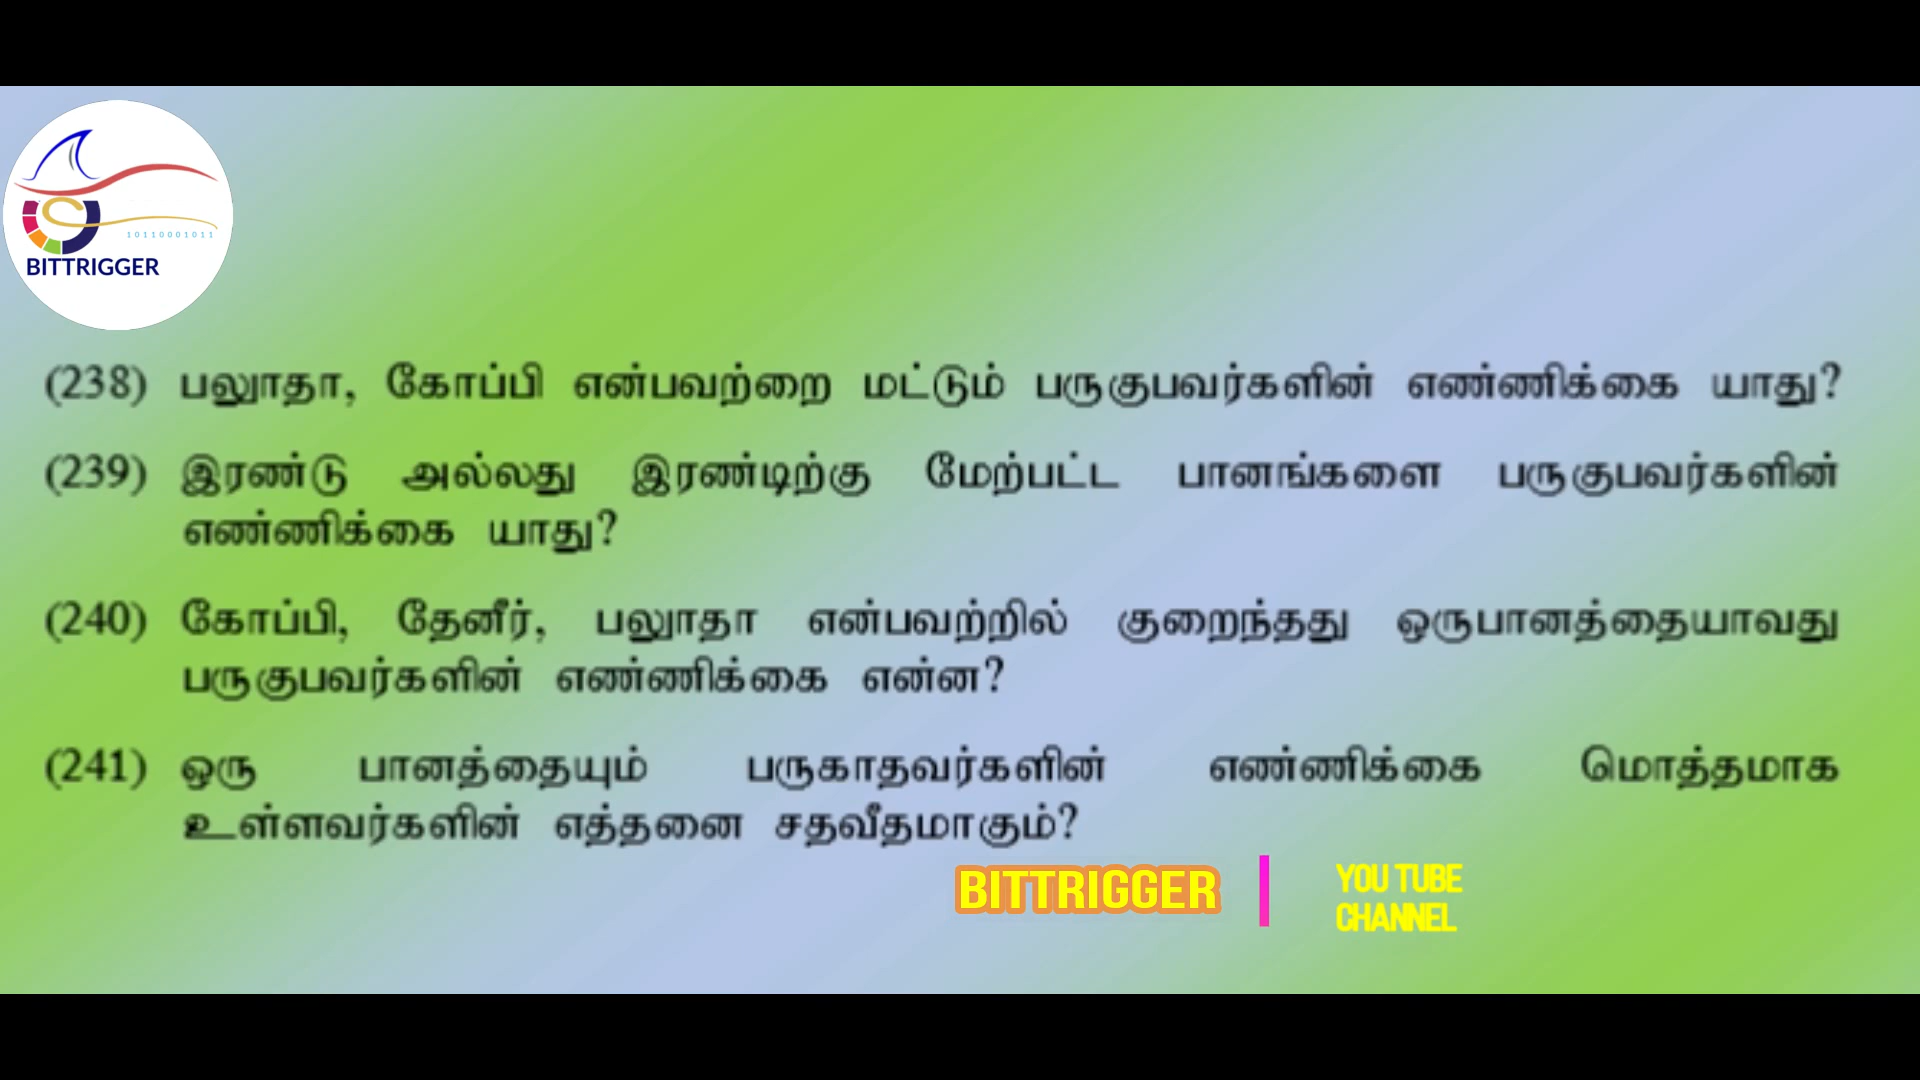 10110001011
BITTRIGGER
(238) பலூதா, கோப்பி என்பவற்றை மட்டும் பருகுபவர்களின் எண்ணிக்கை யாது?
(239) இரண்டு அல்லது இரண்டிற்கு மேற்பட்ட பானங்களை பருகுபவர்களின்
எண்ணிக்கை யாது?
(240) கோப்பி, தேனீர், பலூதா என்பவற்றில் குறைந்தது ஒருபானத்தையாவது
பருகுபவர்களின் எண்ணிக்கை என்ன?
(241) ஒரு பானத்தையும் பருகாதவர்களின் எண்ணிக்கை மொத்தமாக
உள்ளவர்களின் எத்தனை சதவீதமாகும்?
BITTRIGGER
YOU TUBE
CHANNEL